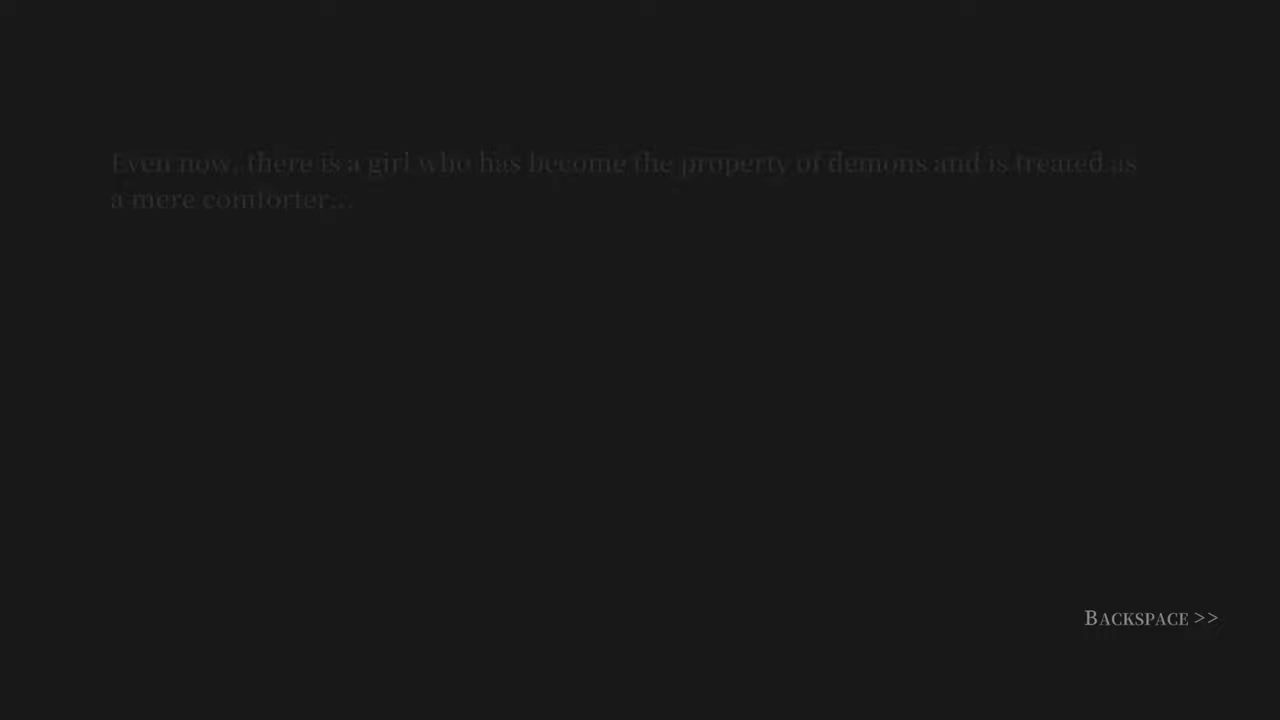 Even now, there is a girl who has become the property of demons and is treated as
a mere comforter...
Backspace >>